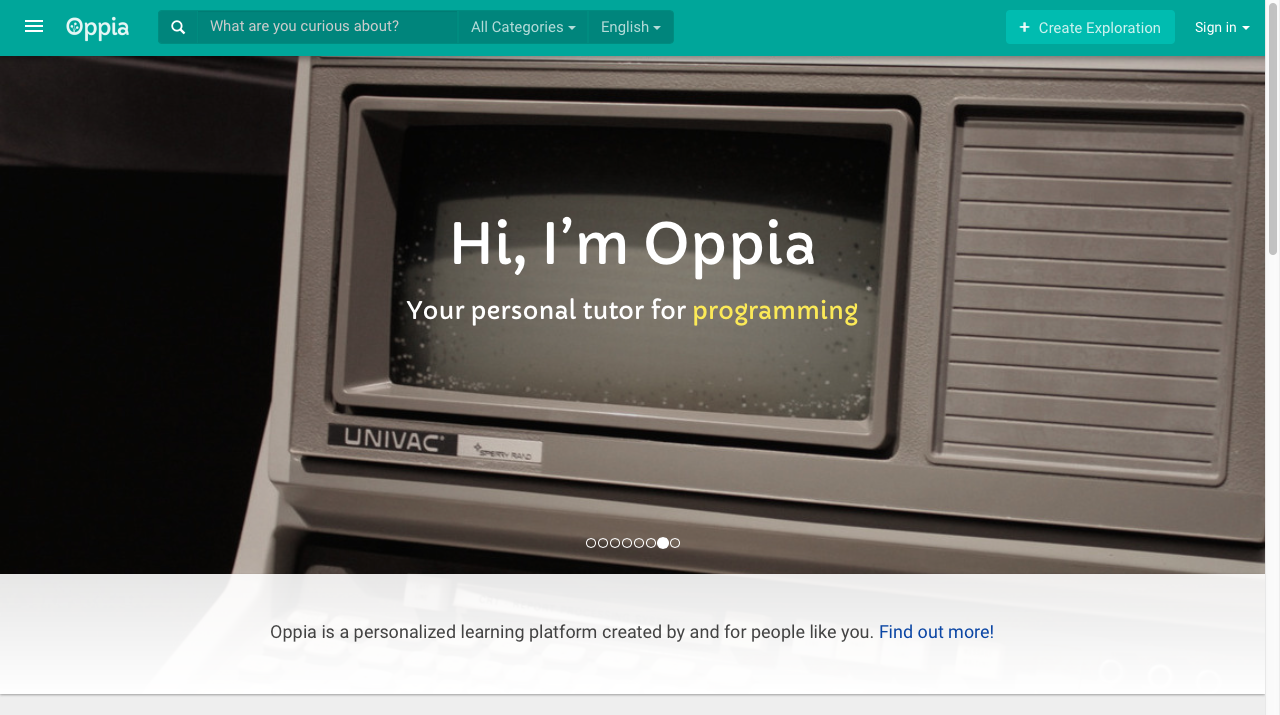 Oppia
What are you curious about?
All Categories
English
+ Create Exploration
Sign in
Hi, I'm Oppia
Your personal tutor for programming
UNIVAC
SPERRY RAND
Oppia is a personalized learning platform created by and for people like you. Find out more!